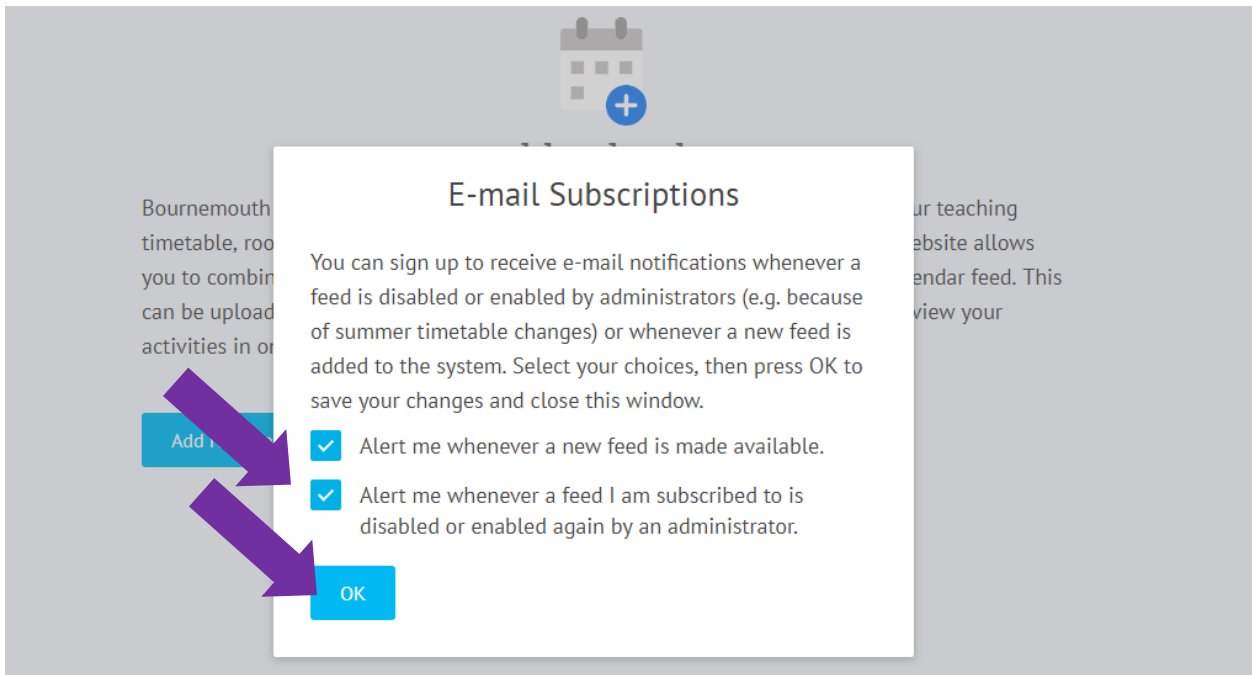 E-mail Subscriptions
Bournemouth
timetable,
you to
can be
activities in
ur teaching
ebsite allows
endar feed. This
view your
You can sign up to receive e-mail notifications whenever a
feed is disabled or enabled by administrators (e.g. because
of summer timetable changes) or whenever a new feed is
added to the system. Select your choices, then press OK to
save your changes and close this window.
Add
Alert me whenever a new feed is made available.
Alert me whenever a feed I am subscribed to is
disabled or enabled again by an administrator.
OK